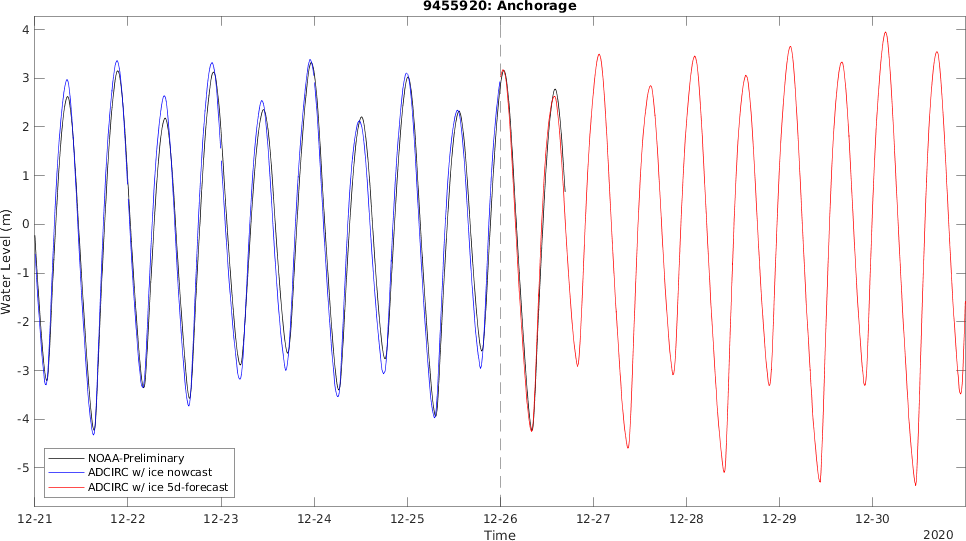 9455920: Anchorage
4
3
2
1
0
-1
-2
-3
-4
-5
Water Level (m)
NOAA-Preliminary
ADCIRC w/ ice nowcast
ADCIRC w/ ice 5d-forecast
12-21 12-22 12-23 12-24 12-25 12-26 12-27 12-28 12-29 12-30
Time
2020